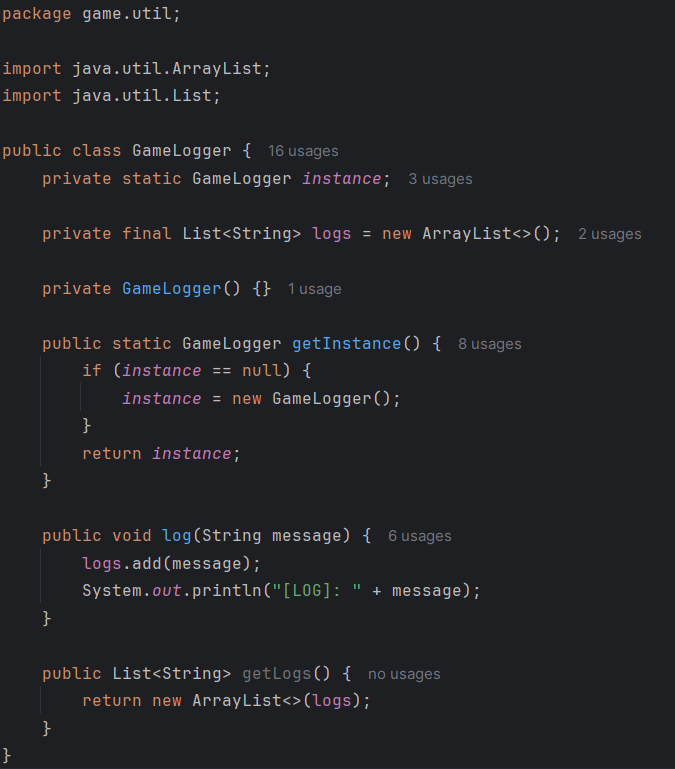 package game.util;
import java.util.ArrayList;
import java.util.List;
public class GameLogger { 16 usages
private static GameLogger instance; 3 usages
private final List<String> logs = new ArrayList<>(); 2 usages
private GameLogger() {} 1 usage
public static GameLogger getInstance() { 8 usages
if (instance == null) {
instance = new GameLogger();
}
return instance;
}
public void log(String message) { 6 usages
logs.add(message);
System.out.println("[LOG]: " + message);
}
public List<String> getLogs() { no usages
return new ArrayList<>(logs);
}
}